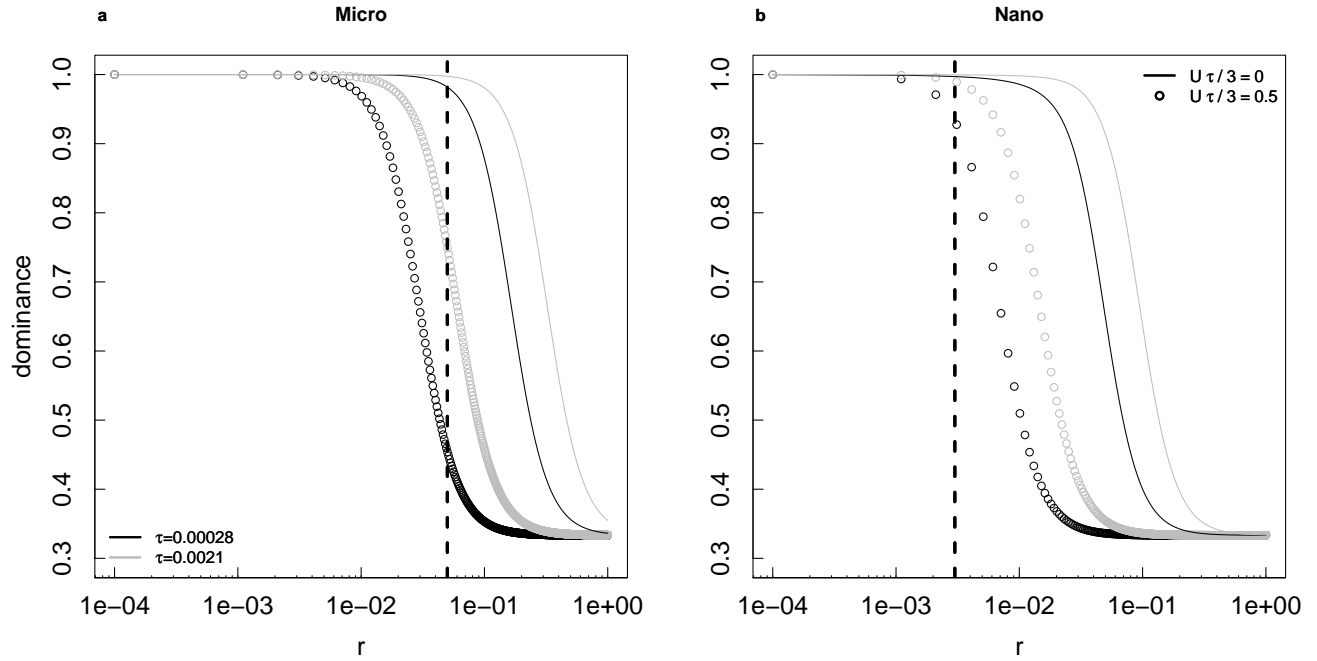 a
Micro
dominance
1.0
0.9
0.8
0.7
0.6
0.5
0.4
0.3
τ=0.00028
τ=0.0021
1e−04 1e−03 1e−02 1e−01 1e+00
r
b
Nano
1.0
0.9
0.8
0.7
0.6
0.5
0.4
0.3
U τ / 3 = 0
U τ / 3 = 0.5
1e−04 1e−03 1e−02 1e−01 1e+00
r